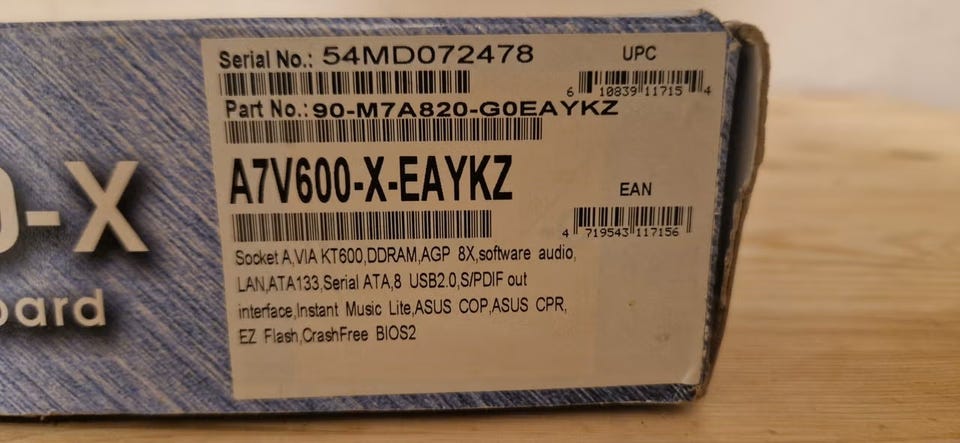 Serial No.: 54MD072478
UPC
6 10839 11715 4
Part No.: 90-M7A820-G0EAYKZ
A7V600-X-EAYKZ
EAN
4 719543 117156
Socket A,VIA KT600,DDRAM,AGP 8X,software audio,
LAN,ATA133,Serial ATA,8 USB2.0,S/PDIF out
interface,Instant Music Lite,ASUS COP,ASUS CPR,
EZ Flash,CrashFree BIOS2
0-X
oard